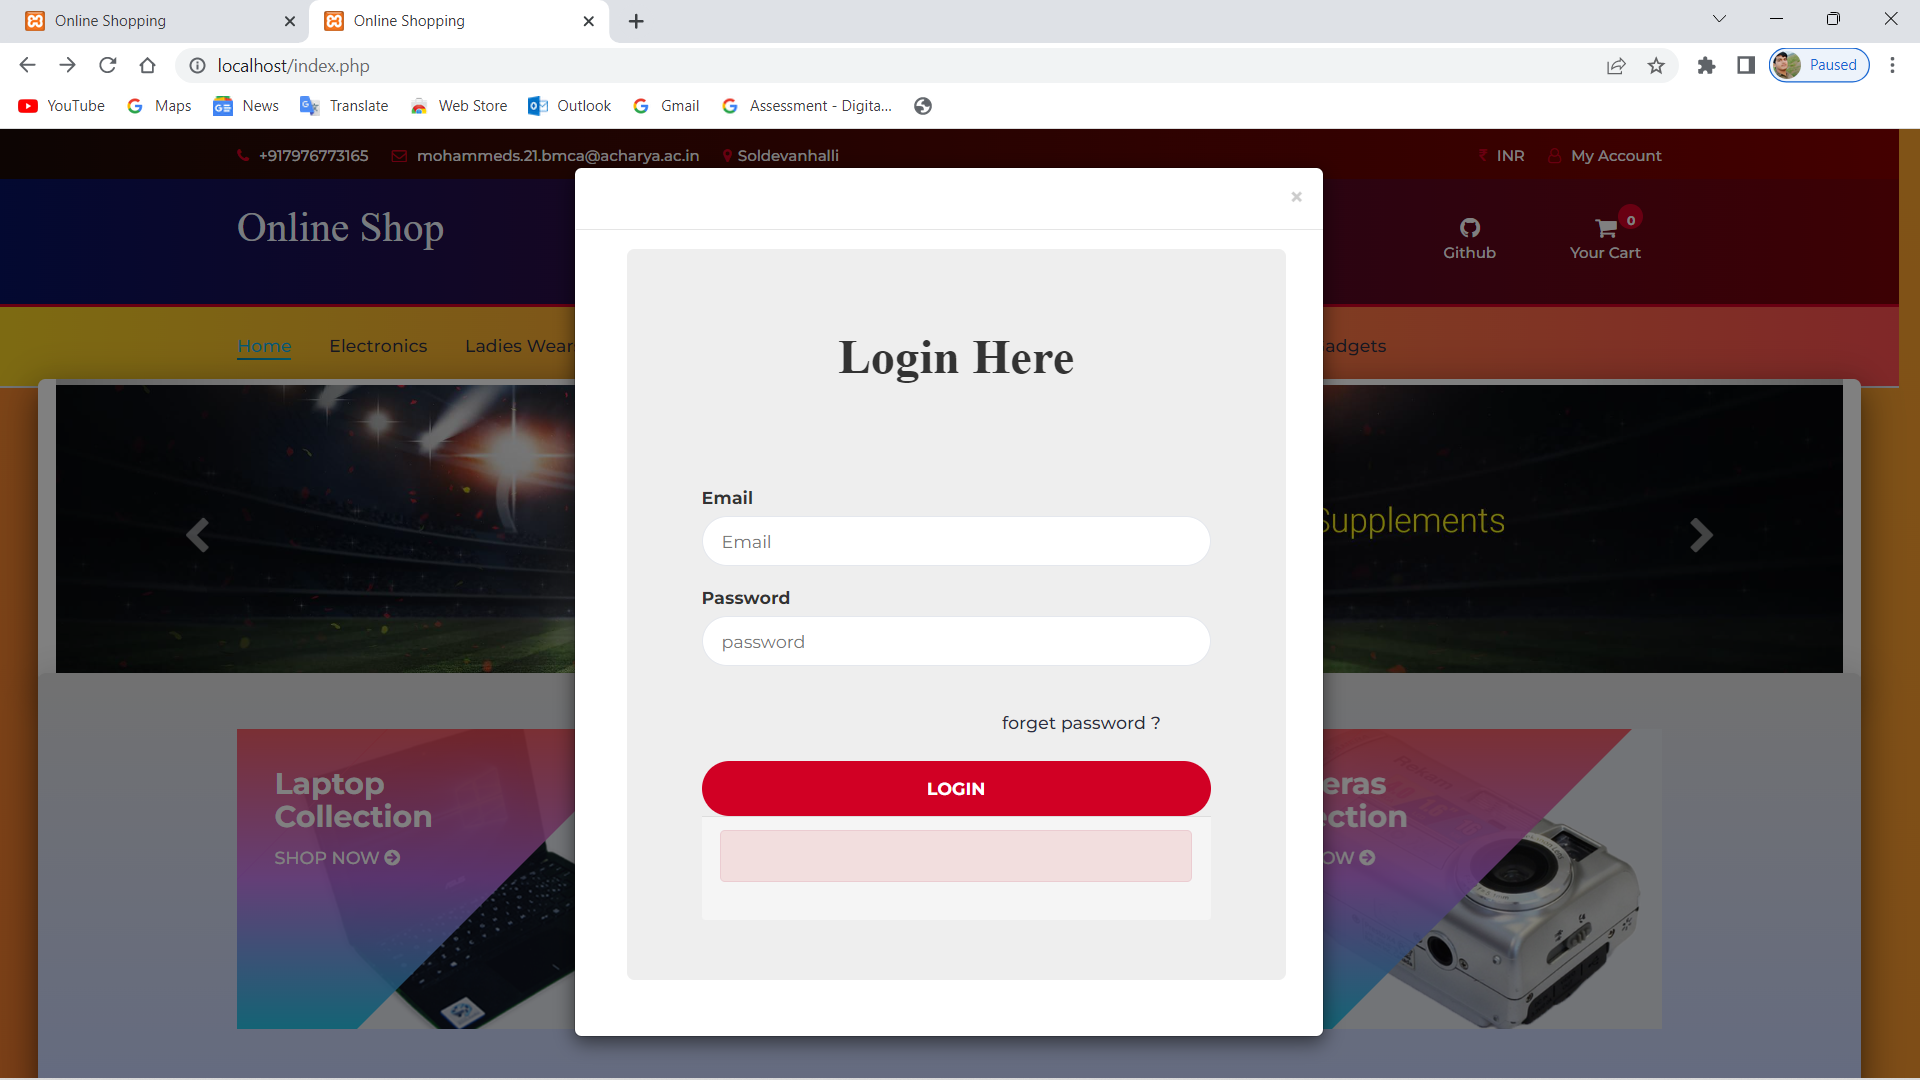 Online Shopping
Online Shopping
localhost/index.php
Paused
YouTube
Maps
News
Translate
Web Store
Outlook
Gmail
Assessment - Digita...
+917976773165
mohammeds.21.bmca@acharya.ac.in
Soldevanhalli
INR
My Account
Online Shop
Github
0
Your Cart
Home
Electronics
Ladies Wear
adgets
Supplements
×
Login Here
Email
Email
Password
password
forget password ?
LOGIN
Laptop
Collection
SHOP NOW
eras
ection
OW